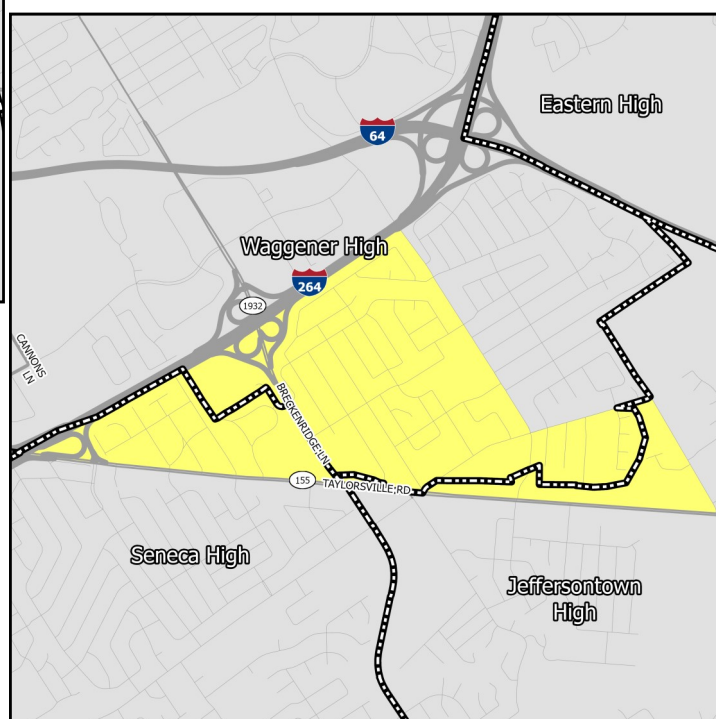 Eastern High
64
Waggener High
264
1932
CANNONS
LN
BRECKENRIDGE;LN
155
TAYLORSVILLE;RD
Seneca High
Jeffersontown
High